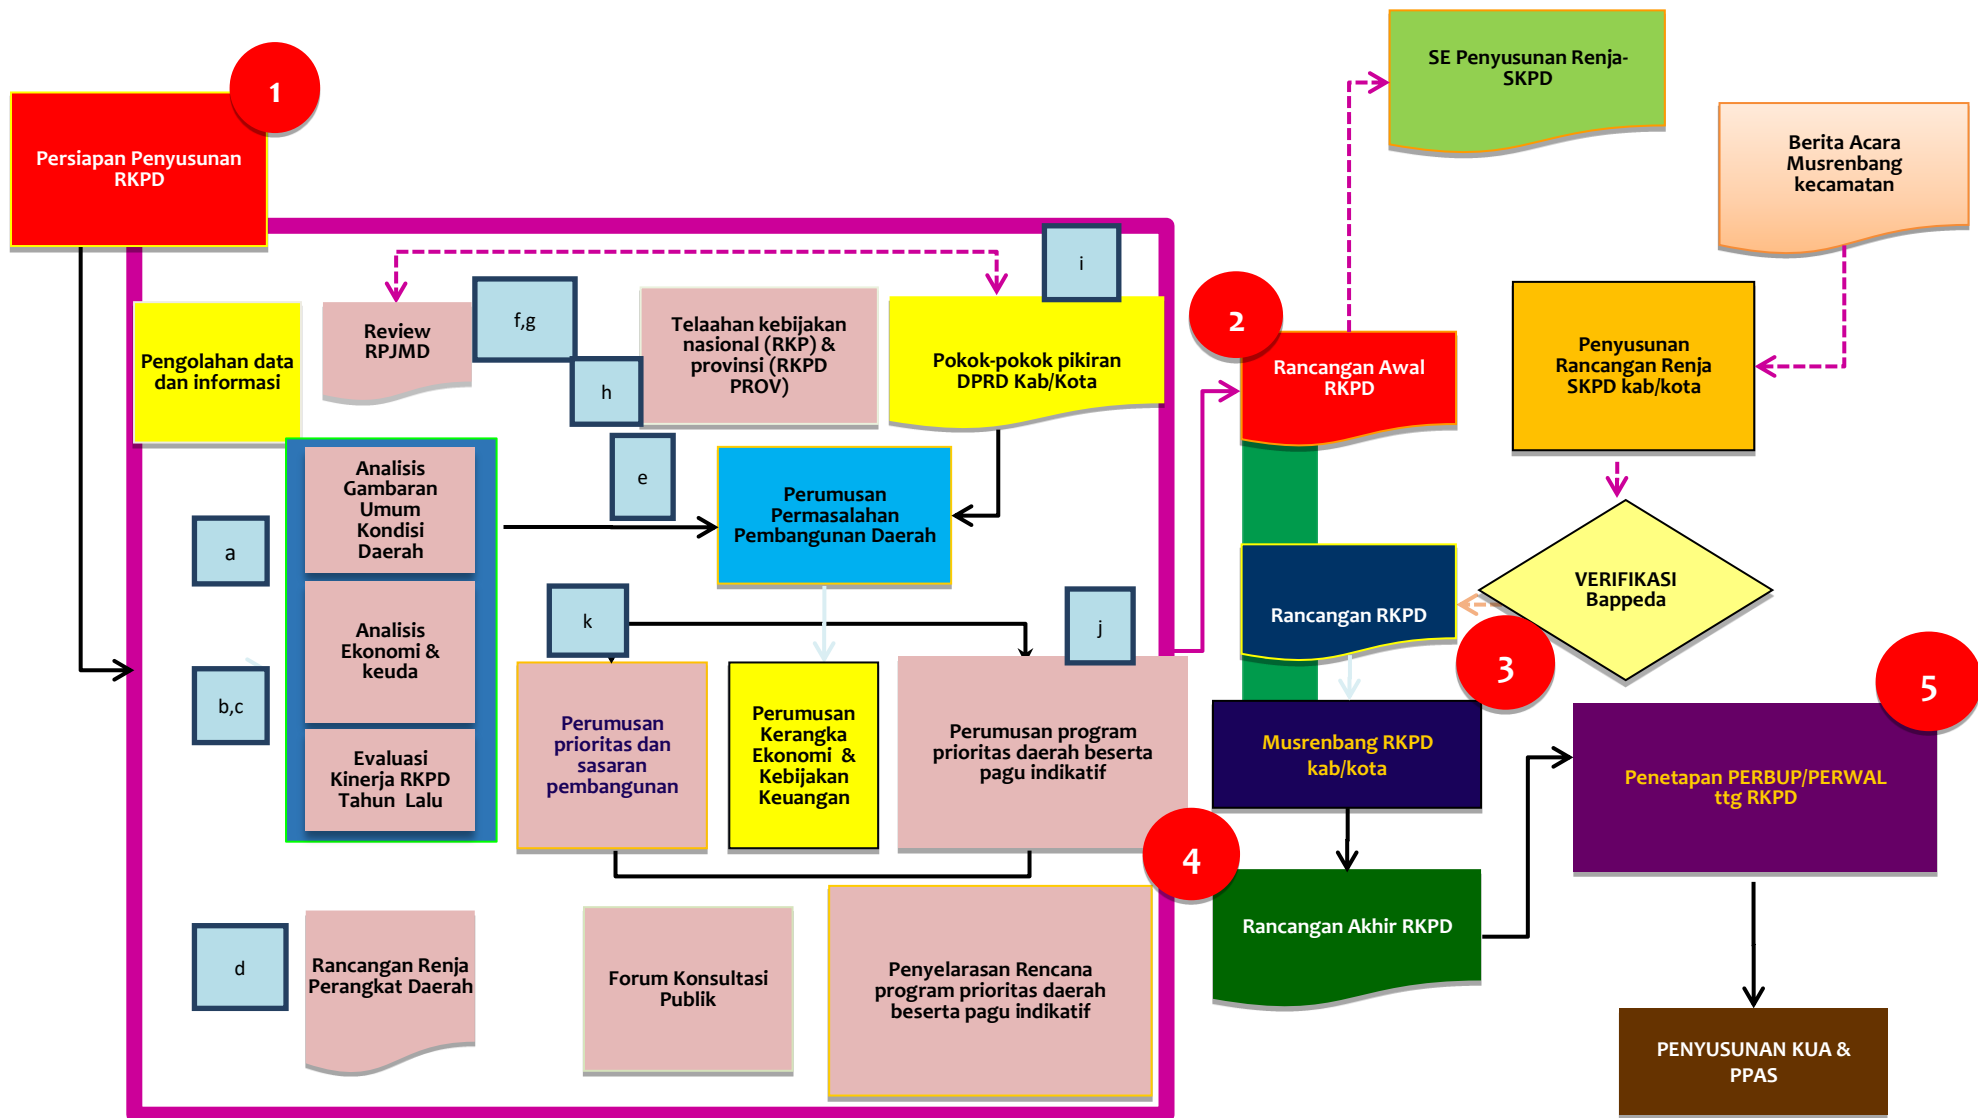 1
Persiapan Penyusunan
RKPD
SE Penyusunan Renja-
SKPD
Berita Acara
Musrenbang
kecamatan
i
f,g
Review
RPJMD
h
Telaahan kebijakan
nasional (RKP) &
provinsi (RKPD
PROV)
Pokok-pokok pikiran
DPRD Kab/Kota
Pengolahan data
dan informasi
2
Rancangan Awal
RKPD
Penyusunan
Rancangan Renja
SKPD kab/kota
Analisis
Gambaran
Umum
Kondisi
Daerah
e
Perumusan
Permasalahan
Pembangunan Daerah
a
VERIFIKASI
Bappeda
Rancangan RKPD
k
j
Analisis
Ekonomi &
keuda
3
5
b,c
Perumusan
prioritas dan
sasaran
pembangunan
Perumusan
Kerangka
Ekonomi &
Kebijakan
Keuangan
Perumusan program
prioritas daerah beserta
pagu indikatif
Musrenbang RKPD
kab/kota
Penetapan PERBUP/PERWAL
ttg RKPD
Evaluasi
Kinerja RKPD
Tahun Lalu
4
Rancangan Akhir RKPD
d
Rancangan Renja
Perangkat Daerah
Forum Konsultasi
Publik
Penyelarasan Rencana
program prioritas daerah
beserta pagu indikatif
PENYUSUNAN KUA &
PPAS